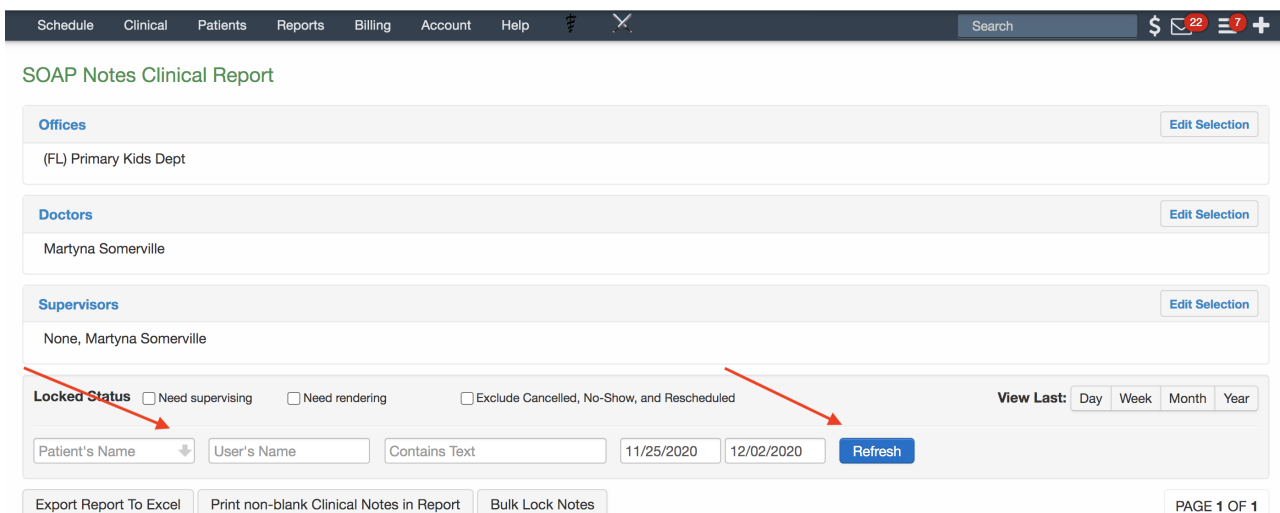 Schedule Clinical Patients Reports Billing Account Help Search $ 22 7
SOAP Notes Clinical Report
Offices Edit Selection
(FL) Primary Kids Dept
Doctors Edit Selection
Martyna Somerville
Supervisors Edit Selection
None, Martyna Somerville
Locked Status Need supervising Need rendering Exclude Cancelled, No-Show, and Rescheduled View Last: Day Week Month Year
Patient's Name User's Name Contains Text 11/25/2020 12/02/2020 Refresh
Export Report To Excel Print non-blank Clinical Notes in Report Bulk Lock Notes PAGE 1 OF 1